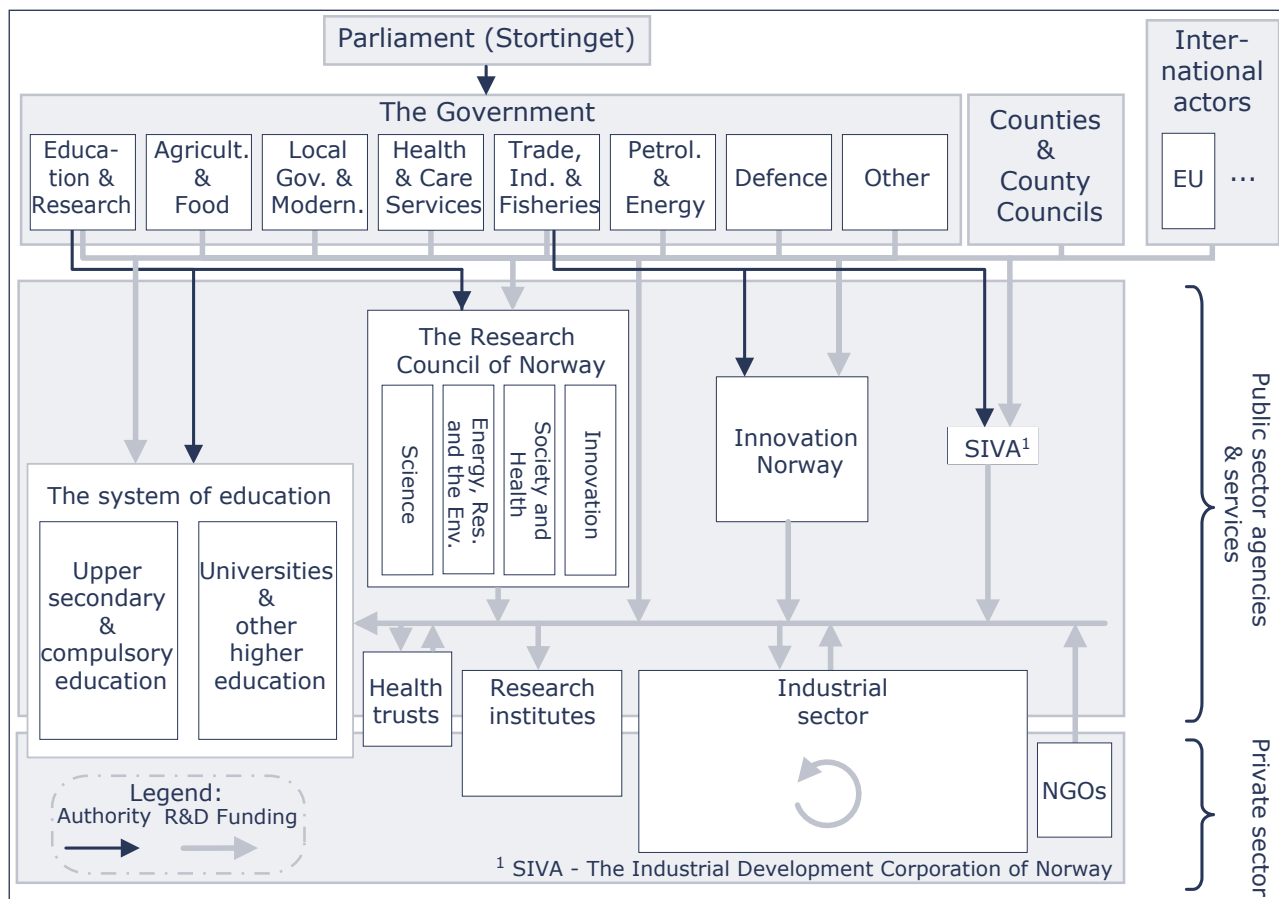 Parliament (Stortinget)
Inter-
national
actors
EU
...
The Government
Educa-
tion &
Research
Agricult.
&
Food
Local
Gov. &
Modern.
Health
& Care
Services
Trade,
Ind. &
Fisheries
Petrol.
&
Energy
Defence
Other
Counties
&
County
Councils
The Research
Council of Norway
Science
Energy, Res.
and the Env.
Society and
Health
Innovation
Innovation
Norway
SIVA¹
Public sector agencies
& services
The system of education
Upper
secondary
&
compulsory
education
Universities
&
other
higher
education
Health
trusts
Research
institutes
Industrial
sector
NGOs
Private sector
Legend:
Authority R&D Funding
¹ SIVA - The Industrial Development Corporation of Norway